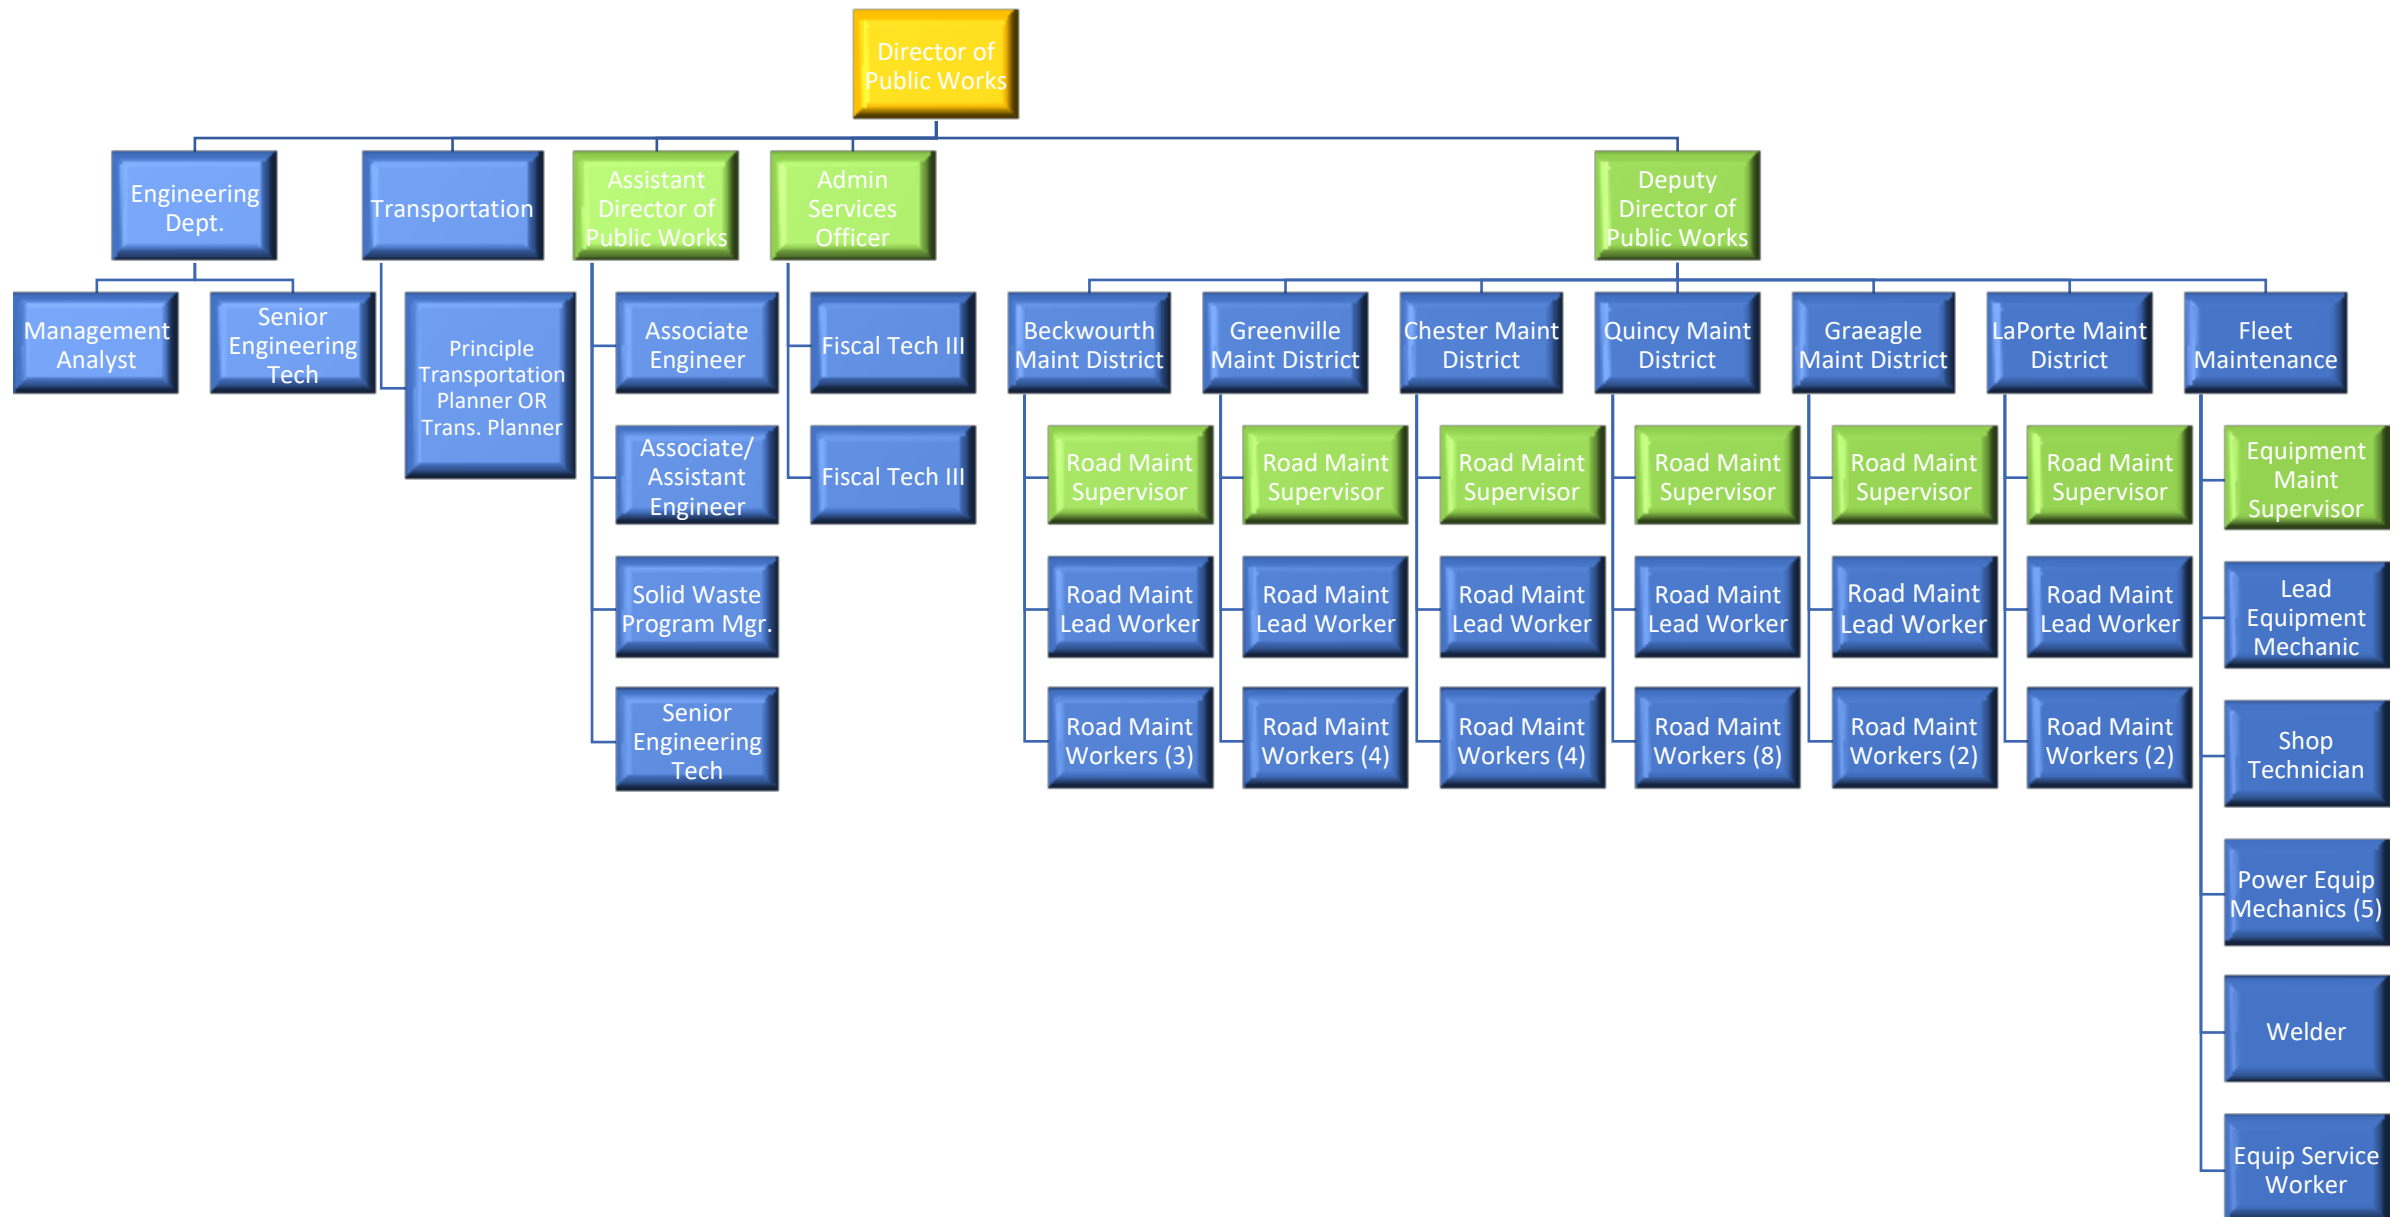 Director of
Public Works
Engineering
Dept.
Transportation
Assistant
Director of
Public Works
Admin
Services
Officer
Deputy
Director of
Public Works
Management
Analyst
Senior
Engineering
Tech
Principle
Transportation
Planner OR
Trans. Planner
Associate
Engineer
Associate/
Assistant
Engineer
Solid Waste
Program Mgr.
Senior
Engineering
Tech
Fiscal Tech III
Fiscal Tech III
Beckwourth
Maint District
Road Maint
Supervisor
Road Maint
Lead Worker
Road Maint
Workers (3)
Greenville
Maint District
Road Maint
Supervisor
Road Maint
Lead Worker
Road Maint
Workers (4)
Chester Maint
District
Road Maint
Supervisor
Road Maint
Lead Worker
Road Maint
Workers (4)
Quincy Maint
District
Road Maint
Supervisor
Road Maint
Lead Worker
Road Maint
Workers (8)
Graeagle
Maint District
Road Maint
Supervisor
Road Maint
Lead Worker
Road Maint
Workers (2)
LaPorte Maint
District
Road Maint
Supervisor
Road Maint
Lead Worker
Road Maint
Workers (2)
Fleet
Maintenance
Equipment
Maint
Supervisor
Lead
Equipment
Mechanic
Shop
Technician
Power Equip
Mechanics (5)
Welder
Equip Service
Worker